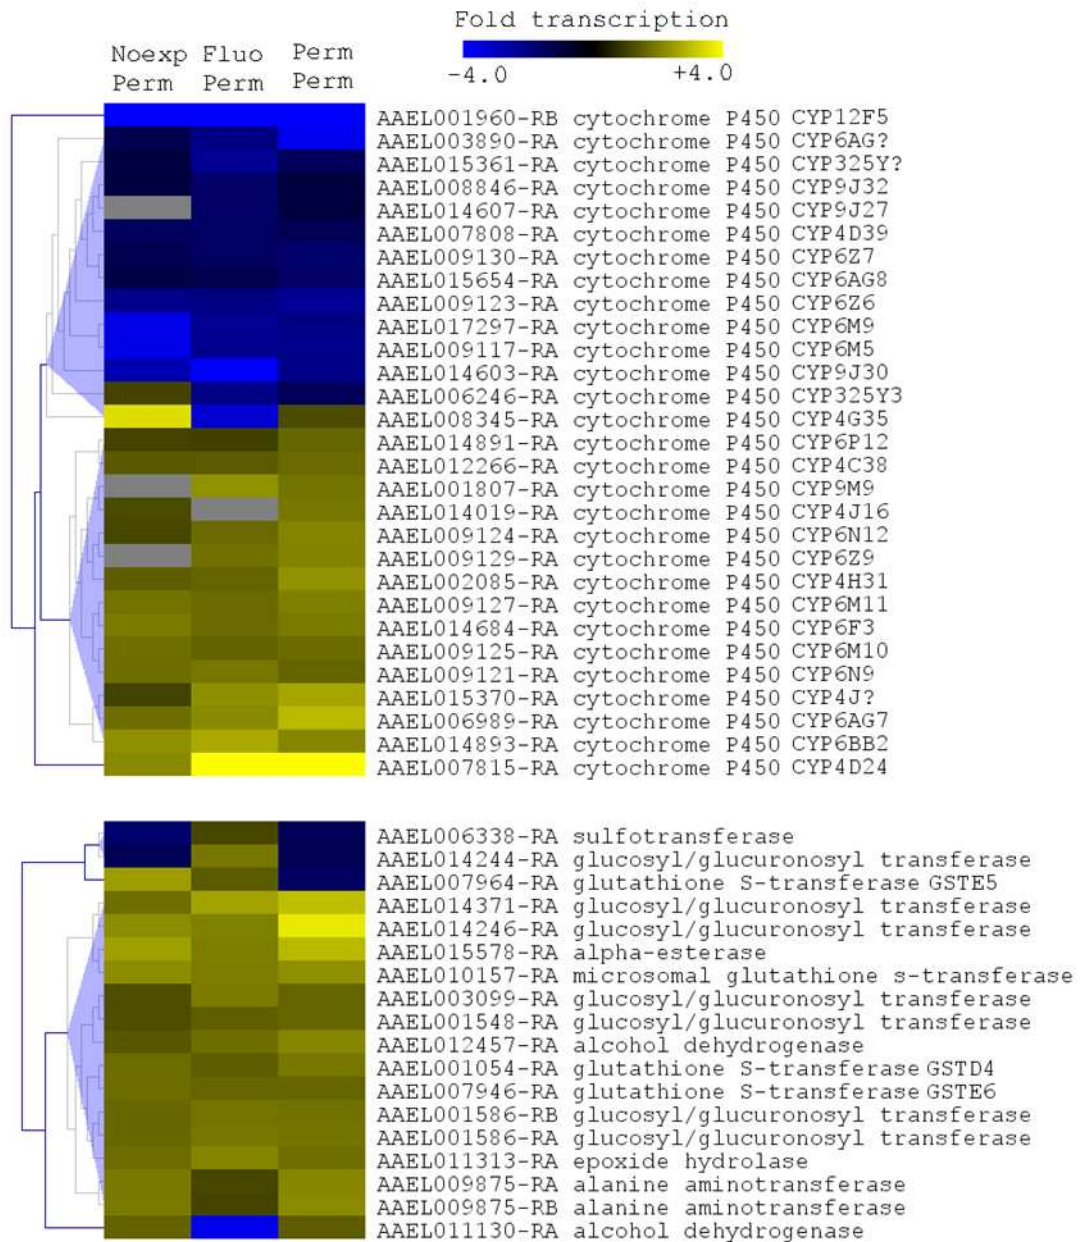 Fold transcription
-4.0 +4.0
Noexp Fluo Perm
Perm Perm Perm
AAEL001960-RB cytochrome P450 CYP12F5
AAEL003890-RA cytochrome P450 CYP6AG?
AAEL015361-RA cytochrome P450 CYP325Y?
AAEL008846-RA cytochrome P450 CYP9J32
AAEL014607-RA cytochrome P450 CYP9J27
AAEL007808-RA cytochrome P450 CYP4D39
AAEL009130-RA cytochrome P450 CYP6Z7
AAEL015654-RA cytochrome P450 CYP6AG8
AAEL009123-RA cytochrome P450 CYP6Z6
AAEL017297-RA cytochrome P450 CYP6M9
AAEL009117-RA cytochrome P450 CYP6M5
AAEL014603-RA cytochrome P450 CYP9J30
AAEL006246-RA cytochrome P450 CYP325Y3
AAEL008345-RA cytochrome P450 CYP4G35
AAEL014891-RA cytochrome P450 CYP6P12
AAEL012266-RA cytochrome P450 CYP4C38
AAEL001807-RA cytochrome P450 CYP9M9
AAEL014019-RA cytochrome P450 CYP4J16
AAEL009124-RA cytochrome P450 CYP6N12
AAEL009129-RA cytochrome P450 CYP6Z9
AAEL002085-RA cytochrome P450 CYP4H31
AAEL009127-RA cytochrome P450 CYP6M11
AAEL014684-RA cytochrome P450 CYP6F3
AAEL009125-RA cytochrome P450 CYP6M10
AAEL009121-RA cytochrome P450 CYP6N9
AAEL015370-RA cytochrome P450 CYP4J?
AAEL006989-RA cytochrome P450 CYP6AG7
AAEL014893-RA cytochrome P450 CYP6BB2
AAEL007815-RA cytochrome P450 CYP4D24
AAEL006338-RA sulfotransferase
AAEL014244-RA glucosyl/glucuronosyl transferase
AAEL007964-RA glutathione S-transferase GSTE5
AAEL014371-RA glucosyl/glucuronosyl transferase
AAEL014246-RA glucosyl/glucuronosyl transferase
AAEL015578-RA alpha-esterase
AAEL010157-RA microsomal glutathione s-transferase
AAEL003099-RA glucosyl/glucuronosyl transferase
AAEL001548-RA glucosyl/glucuronosyl transferase
AAEL012457-RA alcohol dehydrogenase
AAEL001054-RA glutathione S-transferase GSTD4
AAEL007946-RA glutathione S-transferase GSTE6
AAEL001586-RB glucosyl/glucuronosyl transferase
AAEL001586-RA glucosyl/glucuronosyl transferase
AAEL011313-RA epoxide hydrolase
AAEL009875-RA alanine aminotransferase
AAEL009875-RB alanine aminotransferase
AAEL011130-RA alcohol dehydrogenase